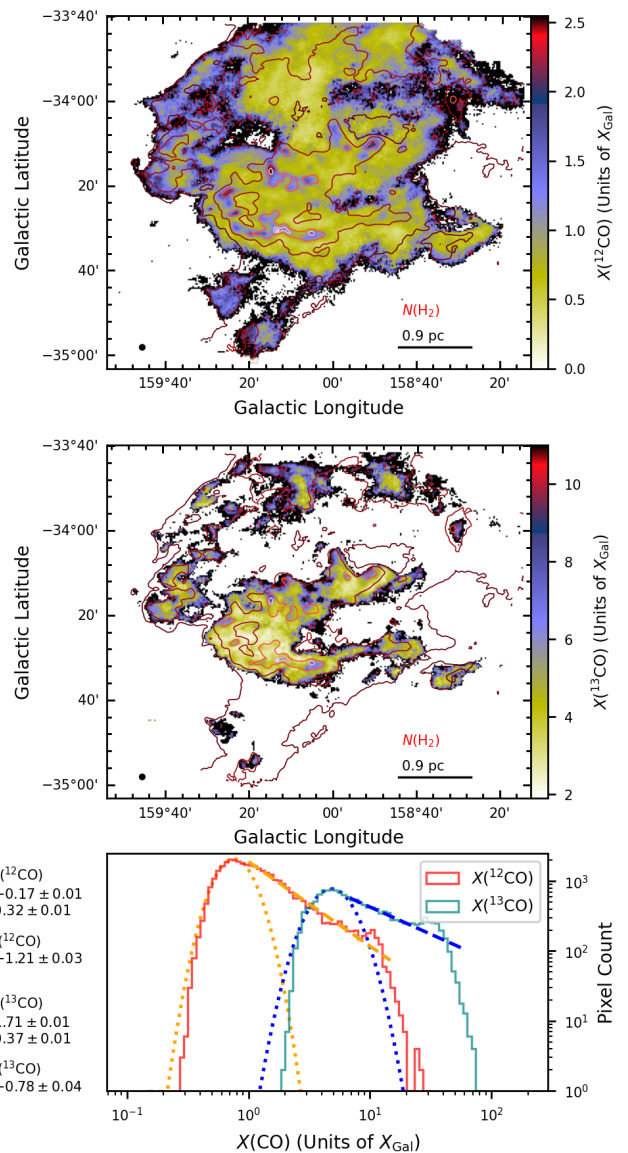 −33°40'
−34°00'
20'
40'
−35°00'
Galactic Latitude
159°40'
20'
00'
158°40'
20'
Galactic Longitude
N(H₂)
0.9 pc
2.5
2.0
1.5
1.0
0.5
0.0
X(¹²CO) (Units of X_Gal)
−33°40'
−34°00'
20'
40'
−35°00'
Galactic Latitude
159°40'
20'
00'
158°40'
20'
Galactic Longitude
N(H₂)
0.9 pc
10
8
6
4
2
X(¹³CO) (Units of X_Gal)
(¹²CO)
−0.17 ± 0.01
0.32 ± 0.01
(¹²CO)
−1.21 ± 0.03
(¹³CO)
.71 ± 0.01
0.37 ± 0.01
(¹³CO)
−0.78 ± 0.04
X(¹²CO)
X(¹³CO)
10³
10²
10¹
10⁰
Pixel Count
10⁻¹
10⁰
10¹
10²
X(CO) (Units of X_Gal)